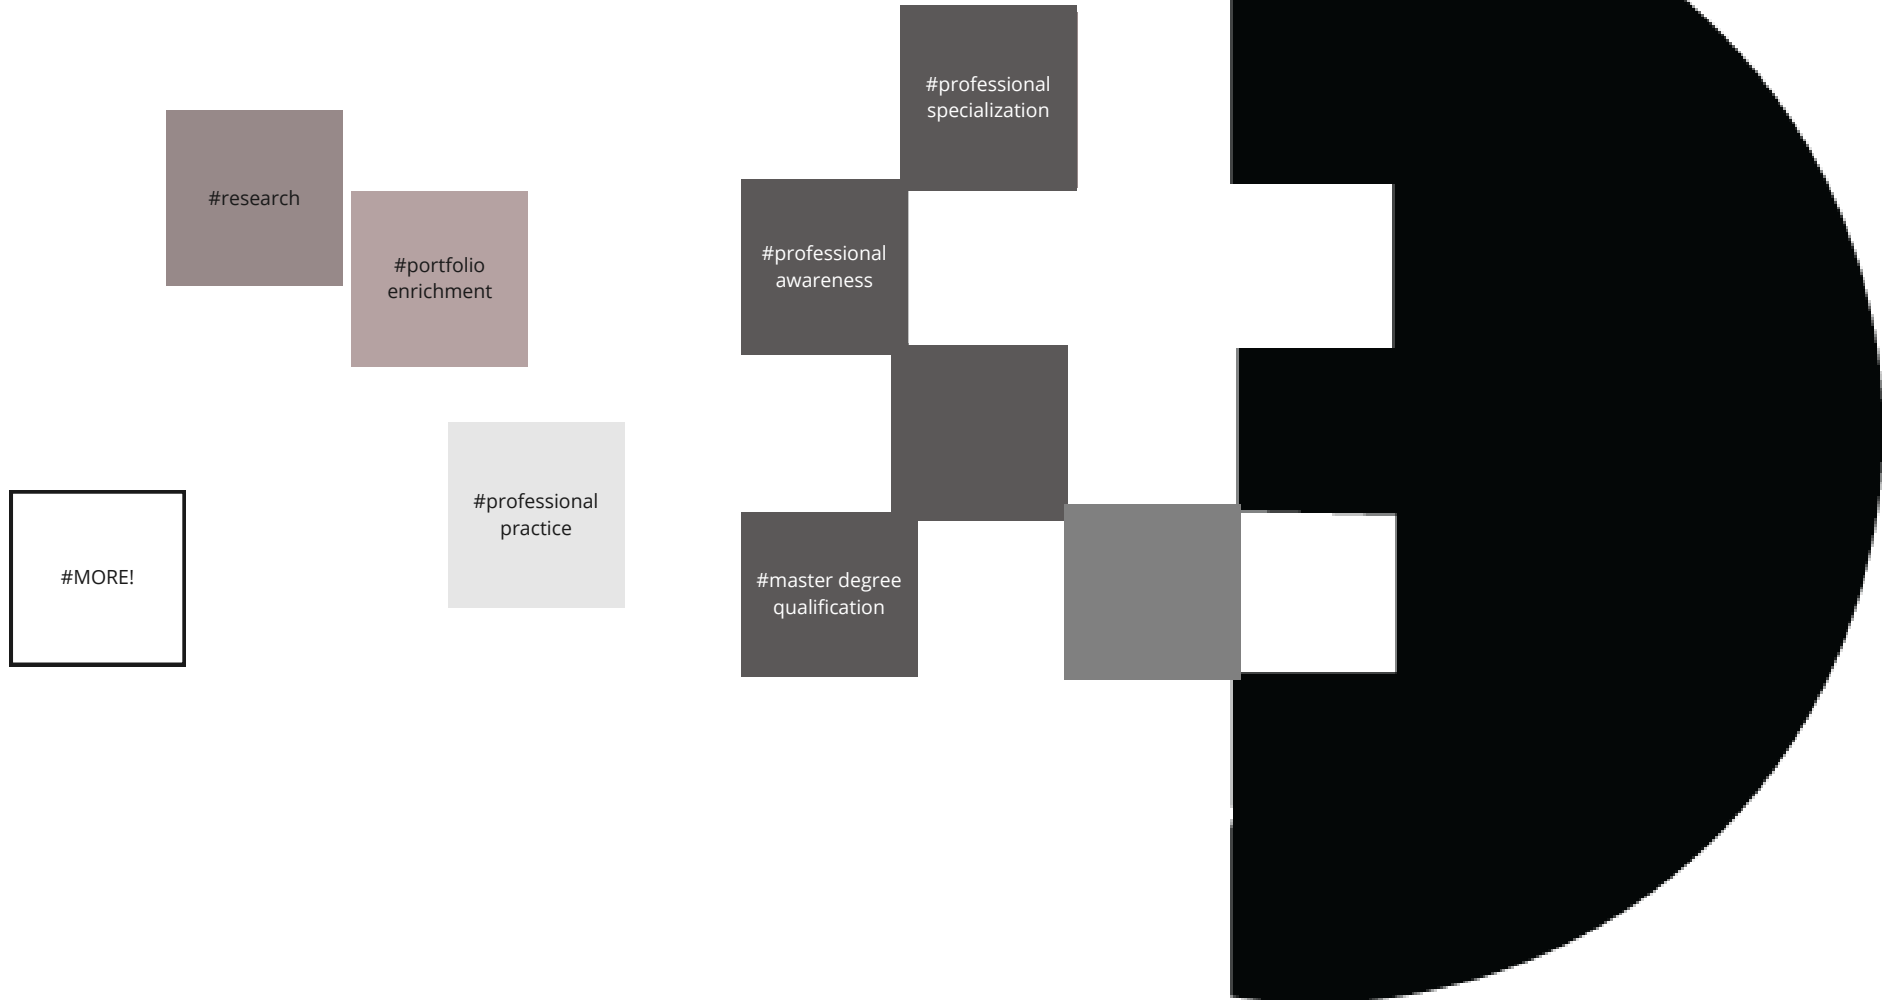 #professional
specialization
#research
#portfolio
enrichment
#professional
awareness
#professional
practice
#MORE!
#master degree
qualification